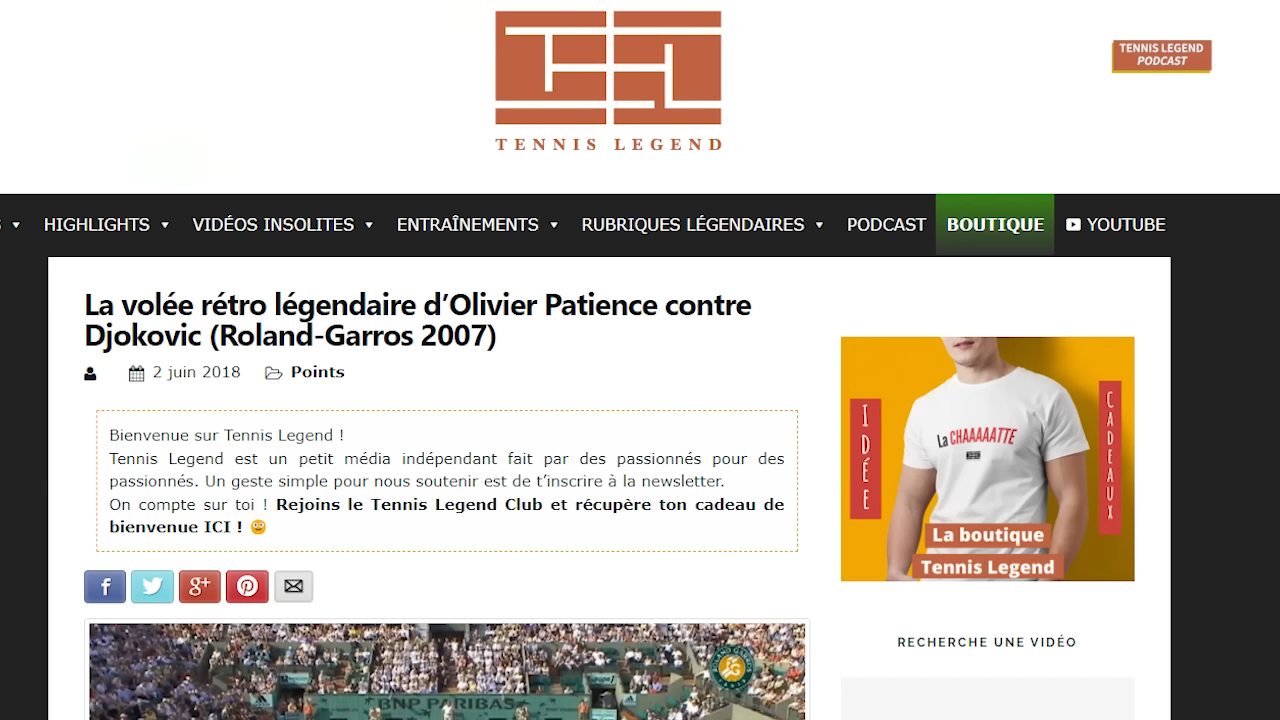 TENNIS LEGEND
TENNIS LEGEND
PODCAST
HIGHLIGHTS
VIDÉOS INSOLITES
ENTRAÎNEMENTS
RUBRIQUES LÉGENDAIRES
PODCAST
BOUTIQUE
YOUTUBE
La volée rétro légendaire d’Olivier Patience contre
Djokovic (Roland-Garros 2007)
2 juin 2018
Points
Bienvenue sur Tennis Legend !
Tennis Legend est un petit média indépendant fait par des passionnés pour des
passionnés. Un geste simple pour nous soutenir est de t’inscrire à la newsletter.
On compte sur toi ! Rejoins le Tennis Legend Club et récupère ton cadeau de
bienvenue ICI !
IDÉE
La CHAAAAATTE
CADEAUX
La boutique
Tennis Legend
RECHERCHE UNE VIDÉO
ROLAND GARROS
BNP PARIBAS